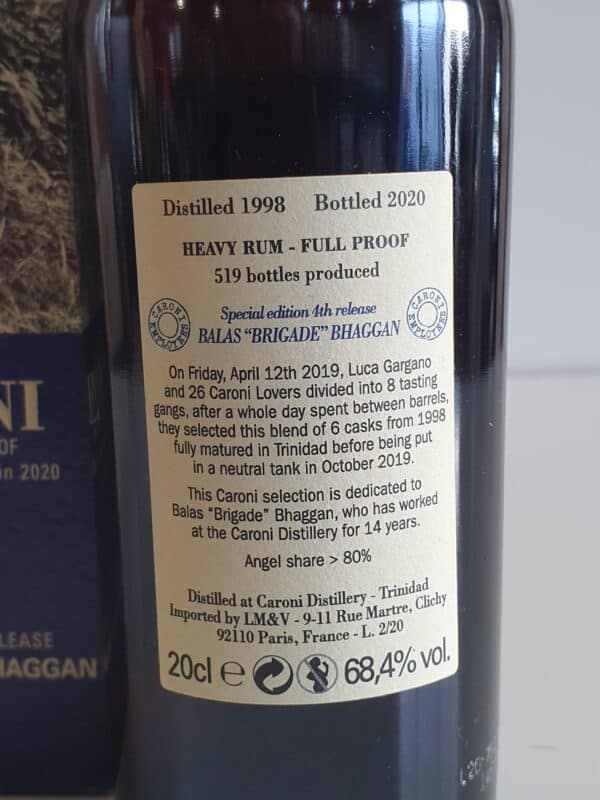 Distilled 1998 Bottled 2020
HEAVY RUM - FULL PROOF
519 bottles produced
CARONI EMPLOYEES
Special edition 4th release
BALAS “BRIGADE” BHAGGAN
CARONI EMPLOYEES
On Friday, April 12th 2019, Luca Gargano
and 26 Caroni Lovers divided into 8 tasting
gangs, after a whole day spent between barrels,
they selected this blend of 6 casks from 1998
fully matured in Trinidad before being put
in a neutral tank in October 2019.
This Caroni selection is dedicated to
Balas “Brigade” Bhaggan, who has worked
at the Caroni Distillery for 14 years.
Angel share > 80%
Distilled at Caroni Distillery - Trinidad
Imported by LM&V - 9-11 Rue Martre, Clichy
92110 Paris, France - L. 2/20
20cl e 68,4% vol.
NI
OF
in 2020
LEASE
HAGGAN